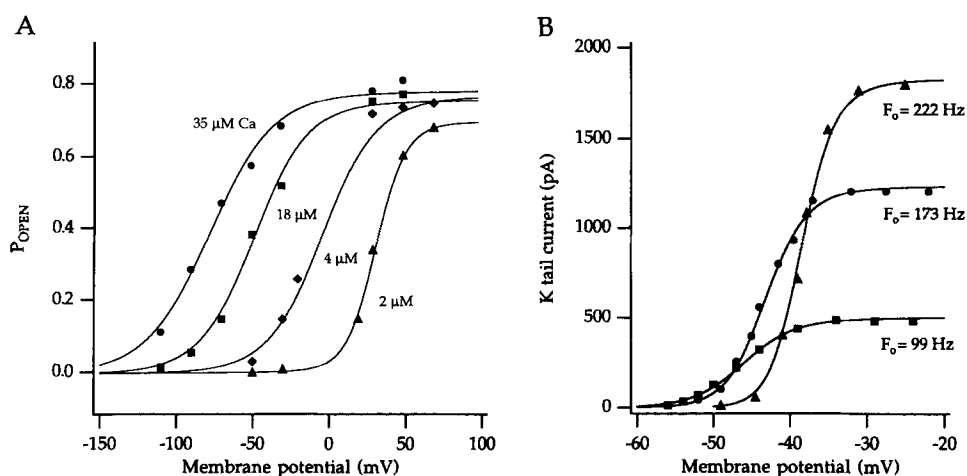 A
P_OPEN
0.8
0.6
0.4
0.2
0.0
35 µM Ca
18 µM
4 µM
2 µM
-150
-100
-50
0
50
100
Membrane potential (mV)
B
K tail current (pA)
2000
1500
1000
500
0
F_o = 222 Hz
F_o = 173 Hz
F_o = 99 Hz
-60
-50
-40
-30
-20
Membrane potential (mV)